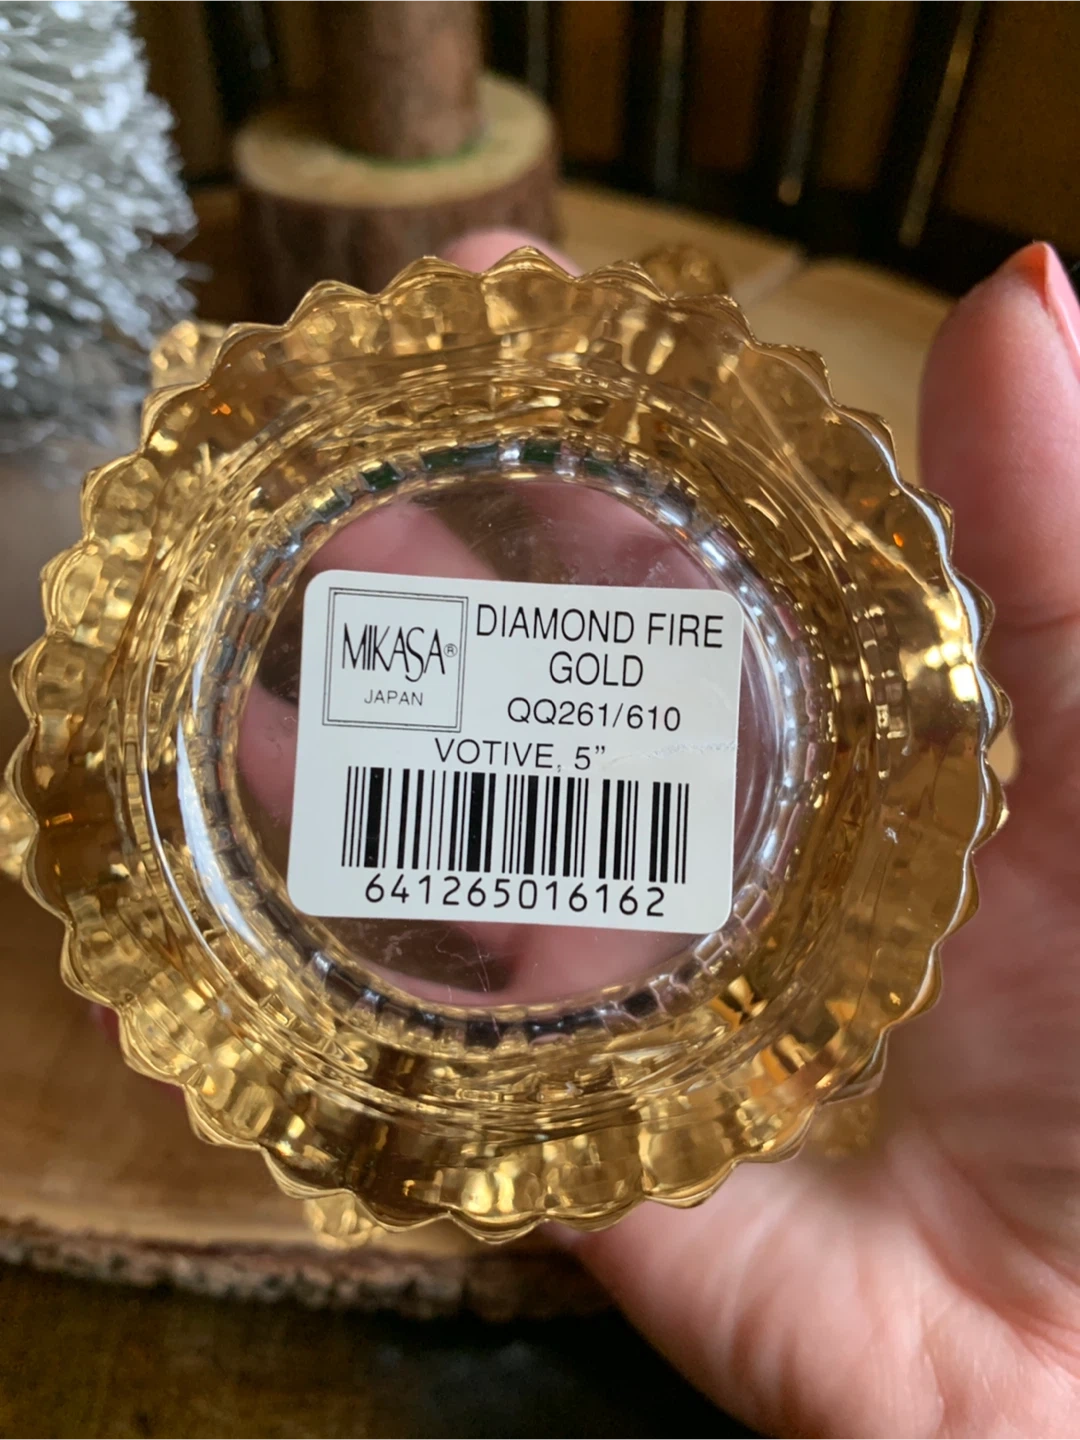 MIKASA®
JAPAN
DIAMOND FIRE
GOLD
QQ261/610
VOTIVE, 5”
641265016162